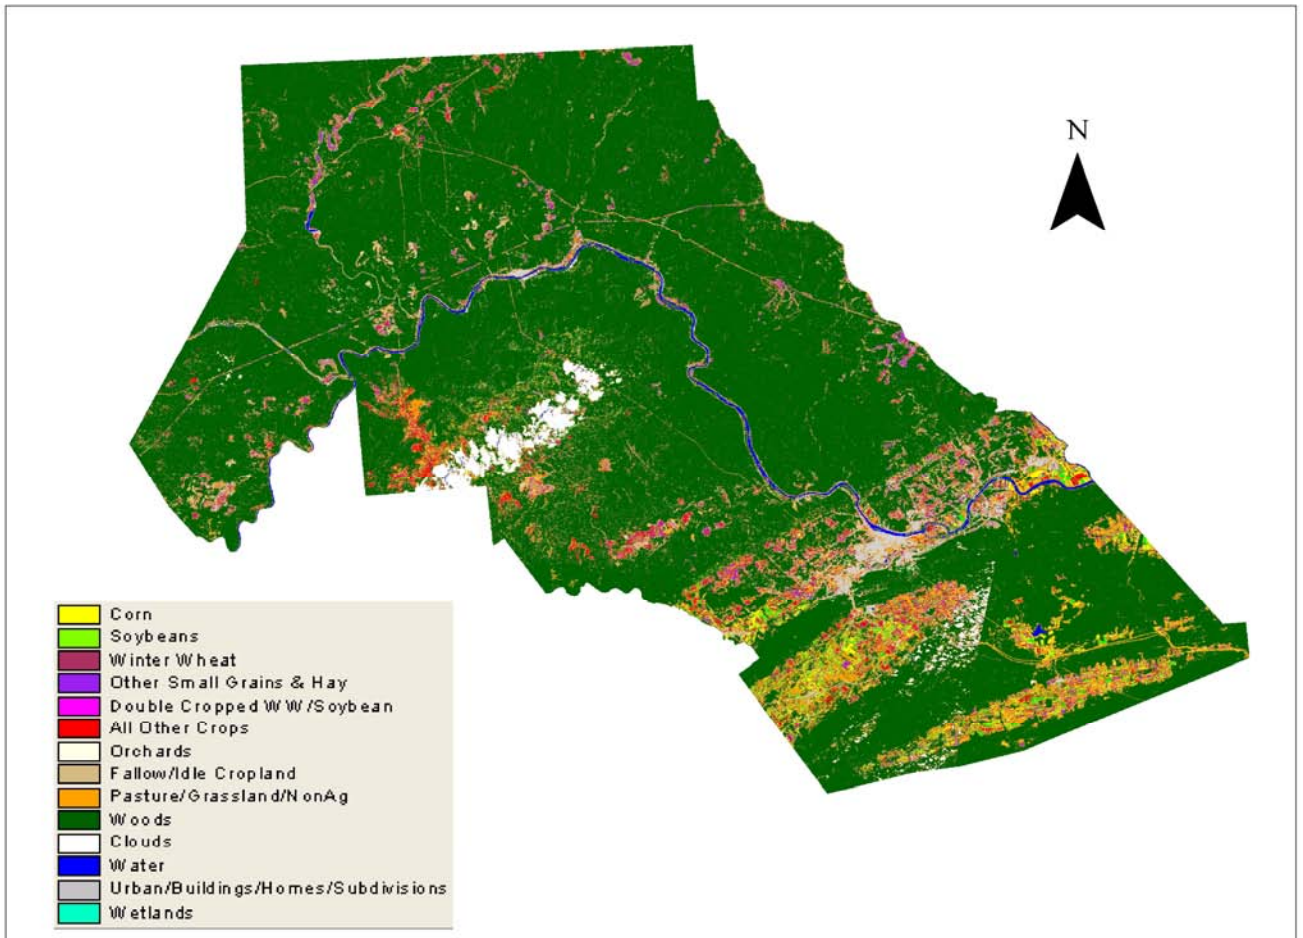 N
Corn
Soybeans
Winter Wheat
Other Small Grains & Hay
Double Cropped WW/Soybean
All Other Crops
Orchards
Fallow/Idle Cropland
Pasture/Grassland/NonAg
Woods
Clouds
Water
Urban/Buildings/Homes/Subdivisions
Wetlands